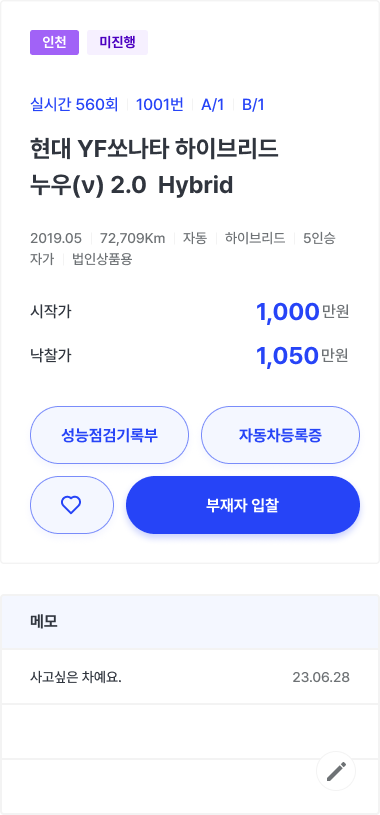 인천 미진행
실시간 560회 1001번 A/1 B/1
현대 YF쏘나타 하이브리드
누우(ν) 2.0 Hybrid
2019.05 72,709Km 자동 하이브리드 5인승
자가 법인상품용
시작가 1,000만원
낙찰가 1,050만원
성능점검기록부 자동차등록증
부재자 입찰
메모
사고싶은 차예요. 23.06.28